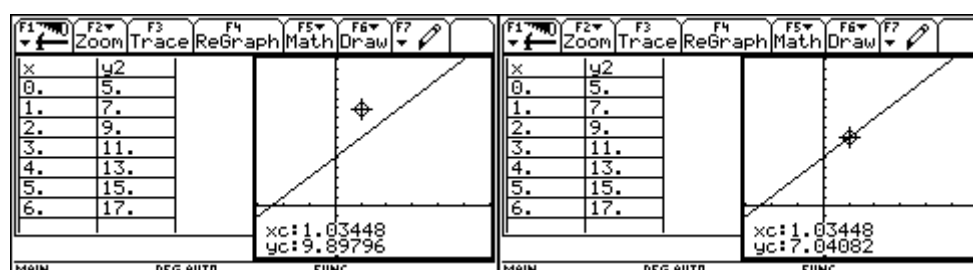 F1 F2 Zoom F3 Trace F4 ReGraph F5 Math F6 Draw F7
x y2
0. 5.
1. 7.
2. 9.
3. 11.
4. 13.
5. 15.
6. 17.
xc:1.03448
yc:9.89796
MAIN DEG AUTO FUNC
F1 F2 Zoom F3 Trace F4 ReGraph F5 Math F6 Draw F7
x y2
0. 5.
1. 7.
2. 9.
3. 11.
4. 13.
5. 15.
6. 17.
xc:1.03448
yc:7.04082
MAIN DEG AUTO FUNC